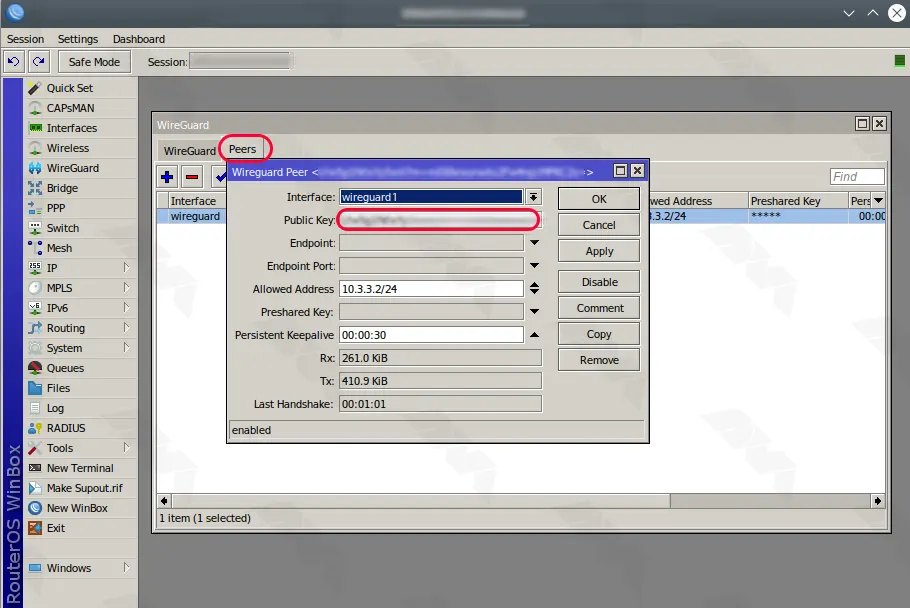 Session Settings Dashboard
Safe Mode Session:
Quick Set
CAPsMAN
Interfaces
Wireless
WireGuard
Bridge
PPP
Switch
Mesh
IP
MPLS
IPv6
Routing
System
Queues
Files
Log
RADIUS
Tools
New Terminal
Make Supout.rif
New WinBox
Exit
Windows
RouterOS WinBox
WireGuard
WireGuard Peers
Find
Interface wed Address Preshared Key Pers
wireguard .3.2/24 ***** 00:00
Wireguard Peer < >
Interface: wireguard1
Public Key:
Endpoint:
Endpoint Port:
Allowed Address 10.3.3.2/24
Preshared Key:
Persistent Keepalive 00:00:30
Rx: 261.0 KiB
Tx: 410.9 KiB
Last Handshake: 00:01:01
enabled
OK
Cancel
Apply
Disable
Comment
Copy
Remove
1 item (1 selected)